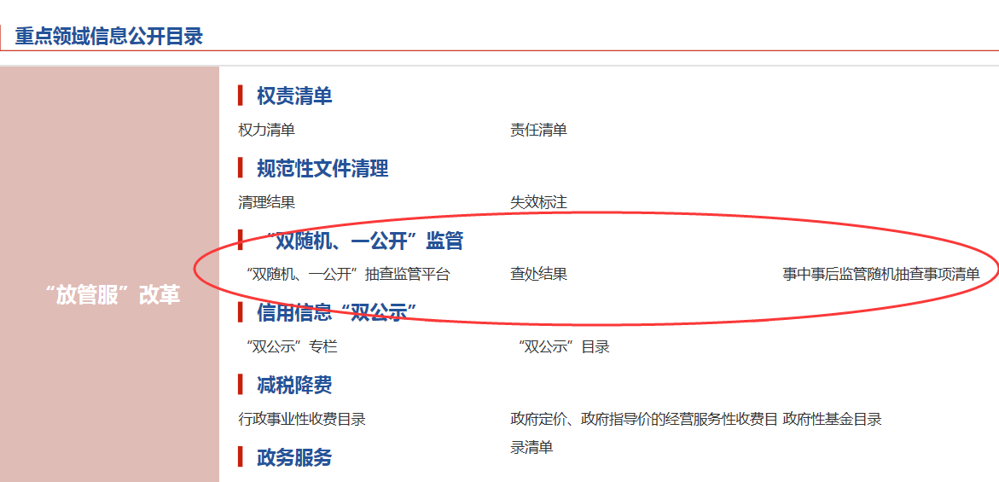 重点领域信息公开目录
“放管服”改革
权责清单
权力清单 责任清单
规范性文件清理
清理结果 失效标注
“双随机、一公开”监管
“双随机、一公开”抽查监管平台 查处结果 事中事后监管随机抽查事项清单
信用信息“双公示”
“双公示”专栏 “双公示”目录
减税降费
行政事业性收费目录 政府定价、政府指导价的经营服务性收费目 政府性基金目录
录清单
政务服务